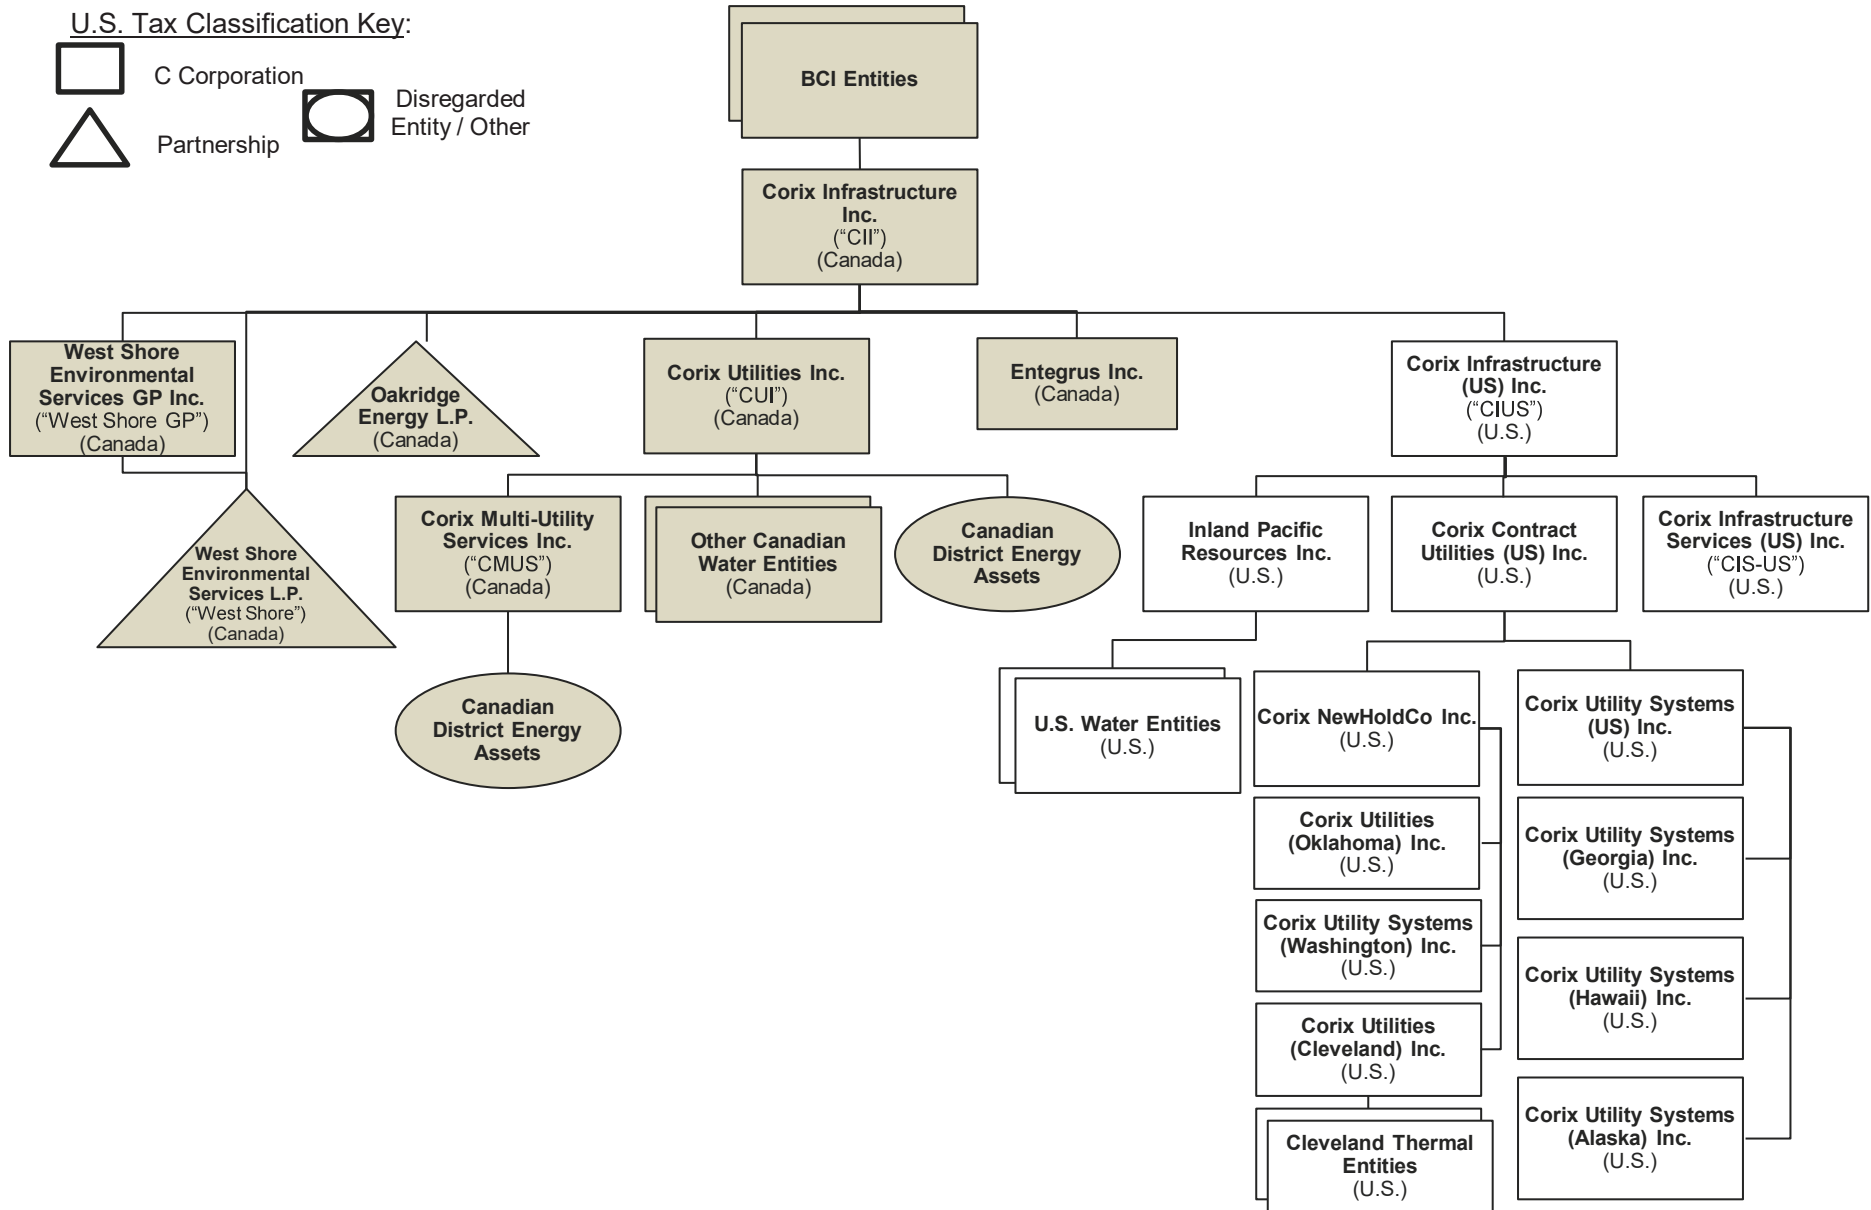 U.S. Tax Classification Key:
C Corporation
Disregarded
Entity / Other
Partnership
BCI Entities
Corix Infrastructure
Inc.
(“CII”)
(Canada)
West Shore
Environmental
Services GP Inc.
(“West Shore GP”)
(Canada)
Oakridge
Energy L.P.
(Canada)
Corix Utilities Inc.
(“CUI”)
(Canada)
Entegrus Inc.
(Canada)
Corix Infrastructure
(US) Inc.
(“CIUS”)
(U.S.)
West Shore
Environmental
Services L.P.
(“West Shore”)
(Canada)
Corix Multi-Utility
Services Inc.
(“CMUS”)
(Canada)
Other Canadian
Water Entities
(Canada)
Canadian
District Energy
Assets
Inland Pacific
Resources Inc.
(U.S.)
Corix Contract
Utilities (US) Inc.
(U.S.)
Corix Infrastructure
Services (US) Inc.
(“CIS-US”)
(U.S.)
Canadian
District Energy
Assets
U.S. Water Entities
(U.S.)
Corix NewHoldCo Inc.
(U.S.)
Corix Utility Systems
(US) Inc.
(U.S.)
Corix Utilities
(Oklahoma) Inc.
(U.S.)
Corix Utility Systems
(Georgia) Inc.
(U.S.)
Corix Utility Systems
(Washington) Inc.
(U.S.)
Corix Utility Systems
(Hawaii) Inc.
(U.S.)
Corix Utilities
(Cleveland) Inc.
(U.S.)
Corix Utility Systems
(Alaska) Inc.
(U.S.)
Cleveland Thermal
Entities
(U.S.)